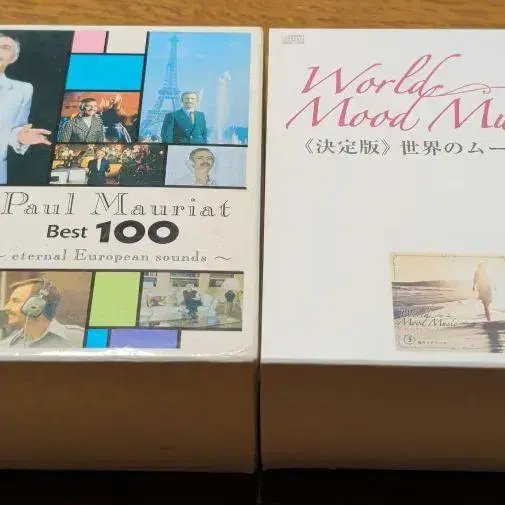 Paul Mauriat
Best 100
~ eternal European sounds ~
World
Mood Mu
《決定版》世界のムー
World
Mood Music
3